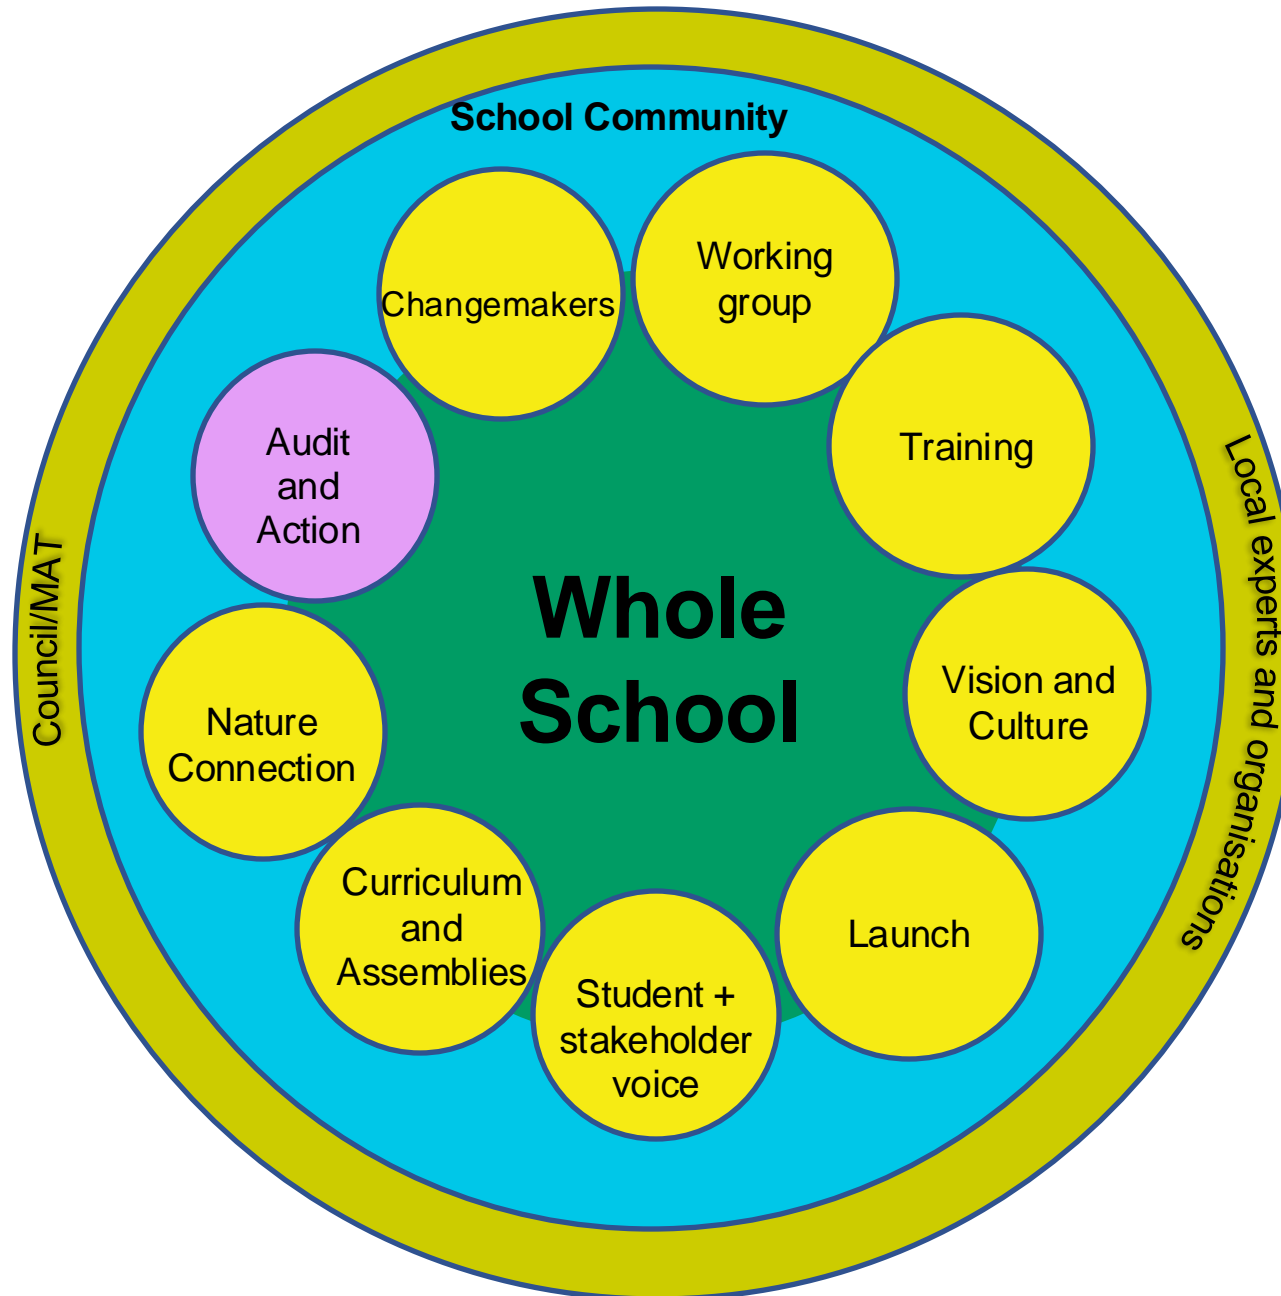 School Community
Changemakers
Working
group
Training
Vision and
Culture
Launch
Student +
stakeholder
voice
Curriculum
and
Assemblies
Nature
Connection
Audit
and
Action
Whole
School
Council/MAT
Local experts and organisations